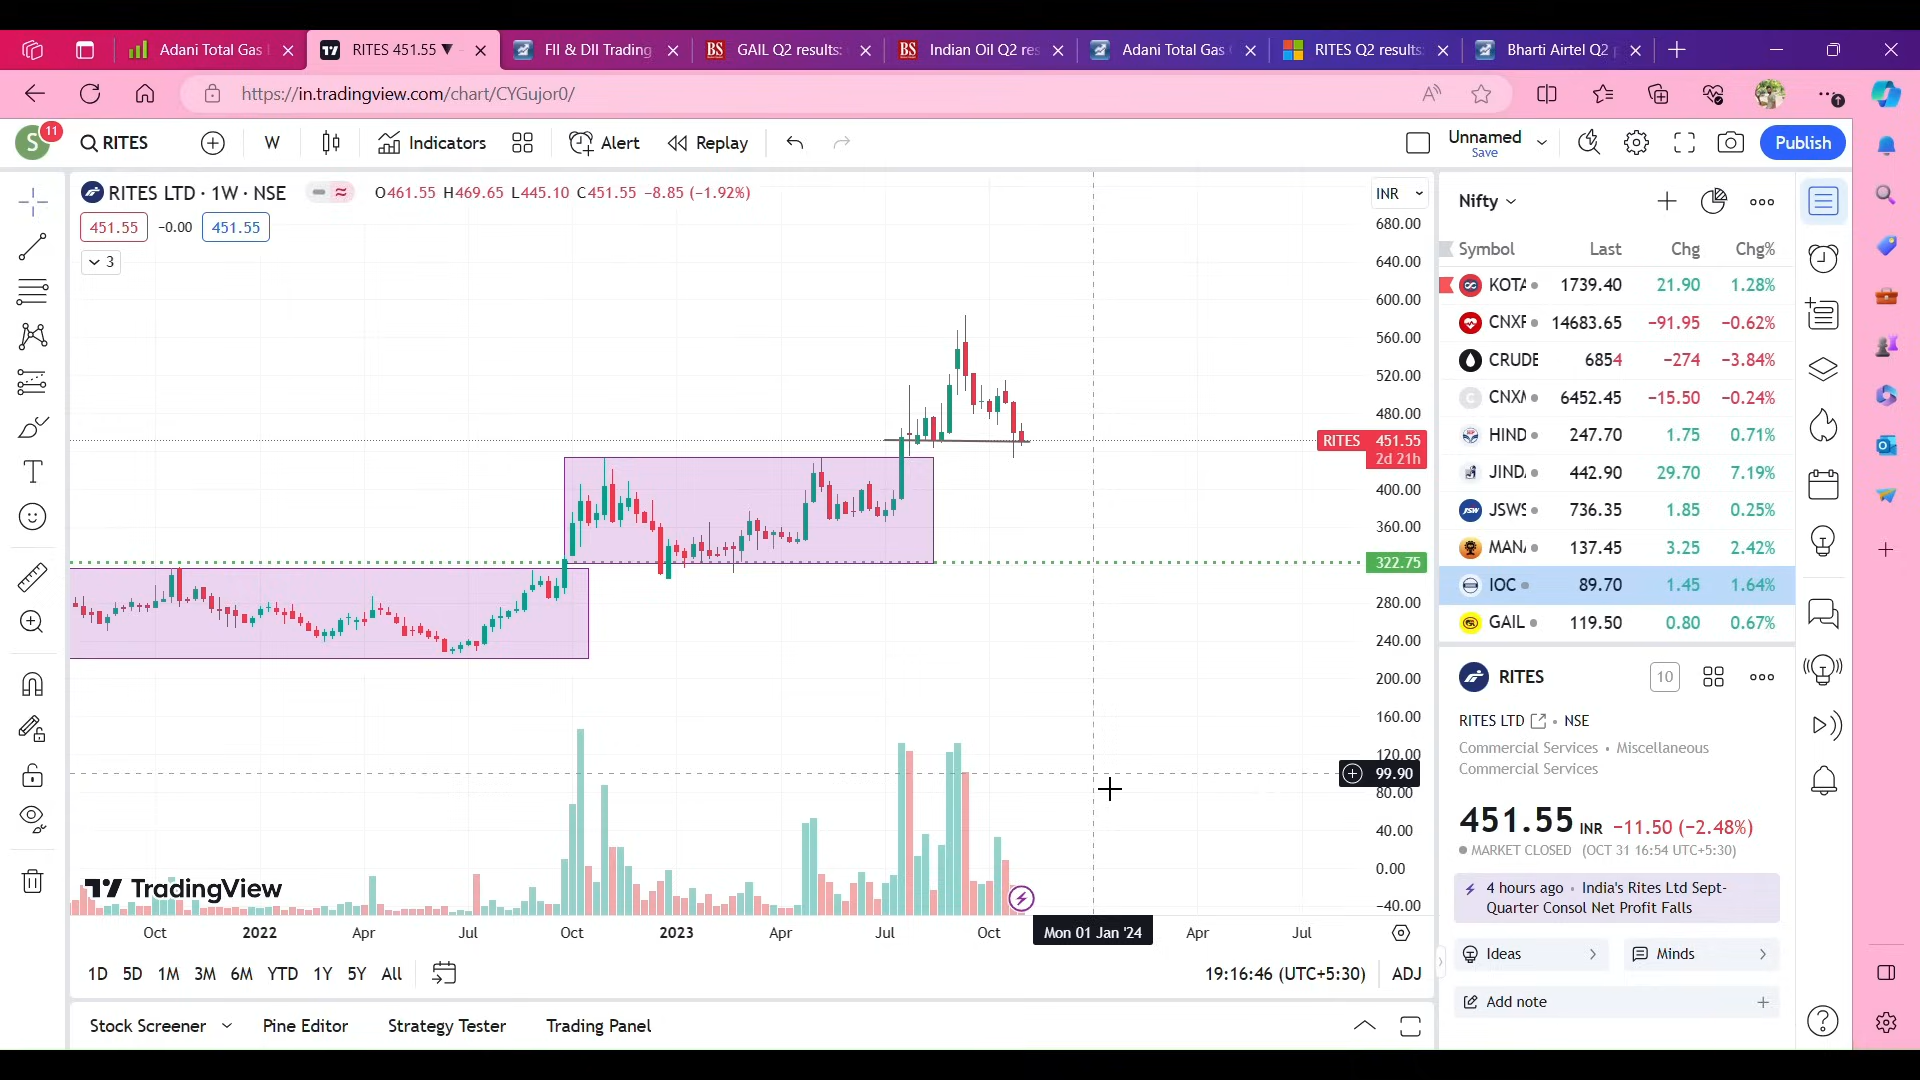 Adani Total Gas
RITES 451.55 ▼
FII & DII Trading
BS GAIL Q2 results:
BS Indian Oil Q2 res
Adani Total Gas
RITES Q2 results:
Bharti Airtel Q2 p
https://in.tradingview.com/chart/CYGujor0/
S 11 RITES W Indicators Alert Replay Unnamed Save Publish
RITES LTD · 1W · NSE O461.55 H469.65 L445.10 C451.55 −8.85 (−1.92%) INR
451.55 −0.00 451.55
3
680.00
640.00
600.00
560.00
520.00
480.00
RITES 451.55
2d 21h
400.00
360.00
322.75
280.00
240.00
200.00
160.00
120.00
99.90
80.00
40.00
0.00
−40.00
TradingView
Oct 2022 Apr Jul Oct 2023 Apr Jul Oct Mon 01 Jan '24 Apr Jul
1D 5D 1M 3M 6M YTD 1Y 5Y All 19:16:46 (UTC+5:30) ADJ
Stock Screener Pine Editor Strategy Tester Trading Panel
Nifty
Symbol Last Chg Chg%
KOTA 1739.40 21.90 1.28%
CNXF 14683.65 −91.95 −0.62%
CRUDE 6854 −274 −3.84%
CNXM 6452.45 −15.50 −0.24%
HIND 247.70 1.75 0.71%
JIND 442.90 29.70 7.19%
JSWS 736.35 1.85 0.25%
MANA 137.45 3.25 2.42%
IOC 89.70 1.45 1.64%
GAIL 119.50 0.80 0.67%
RITES 10
RITES LTD · NSE
Commercial Services • Miscellaneous
Commercial Services
451.55 INR −11.50 (−2.48%)
MARKET CLOSED (OCT 31 16:54 UTC+5:30)
4 hours ago · India's Rites Ltd Sept-
Quarter Consol Net Profit Falls
Ideas Minds
Add note